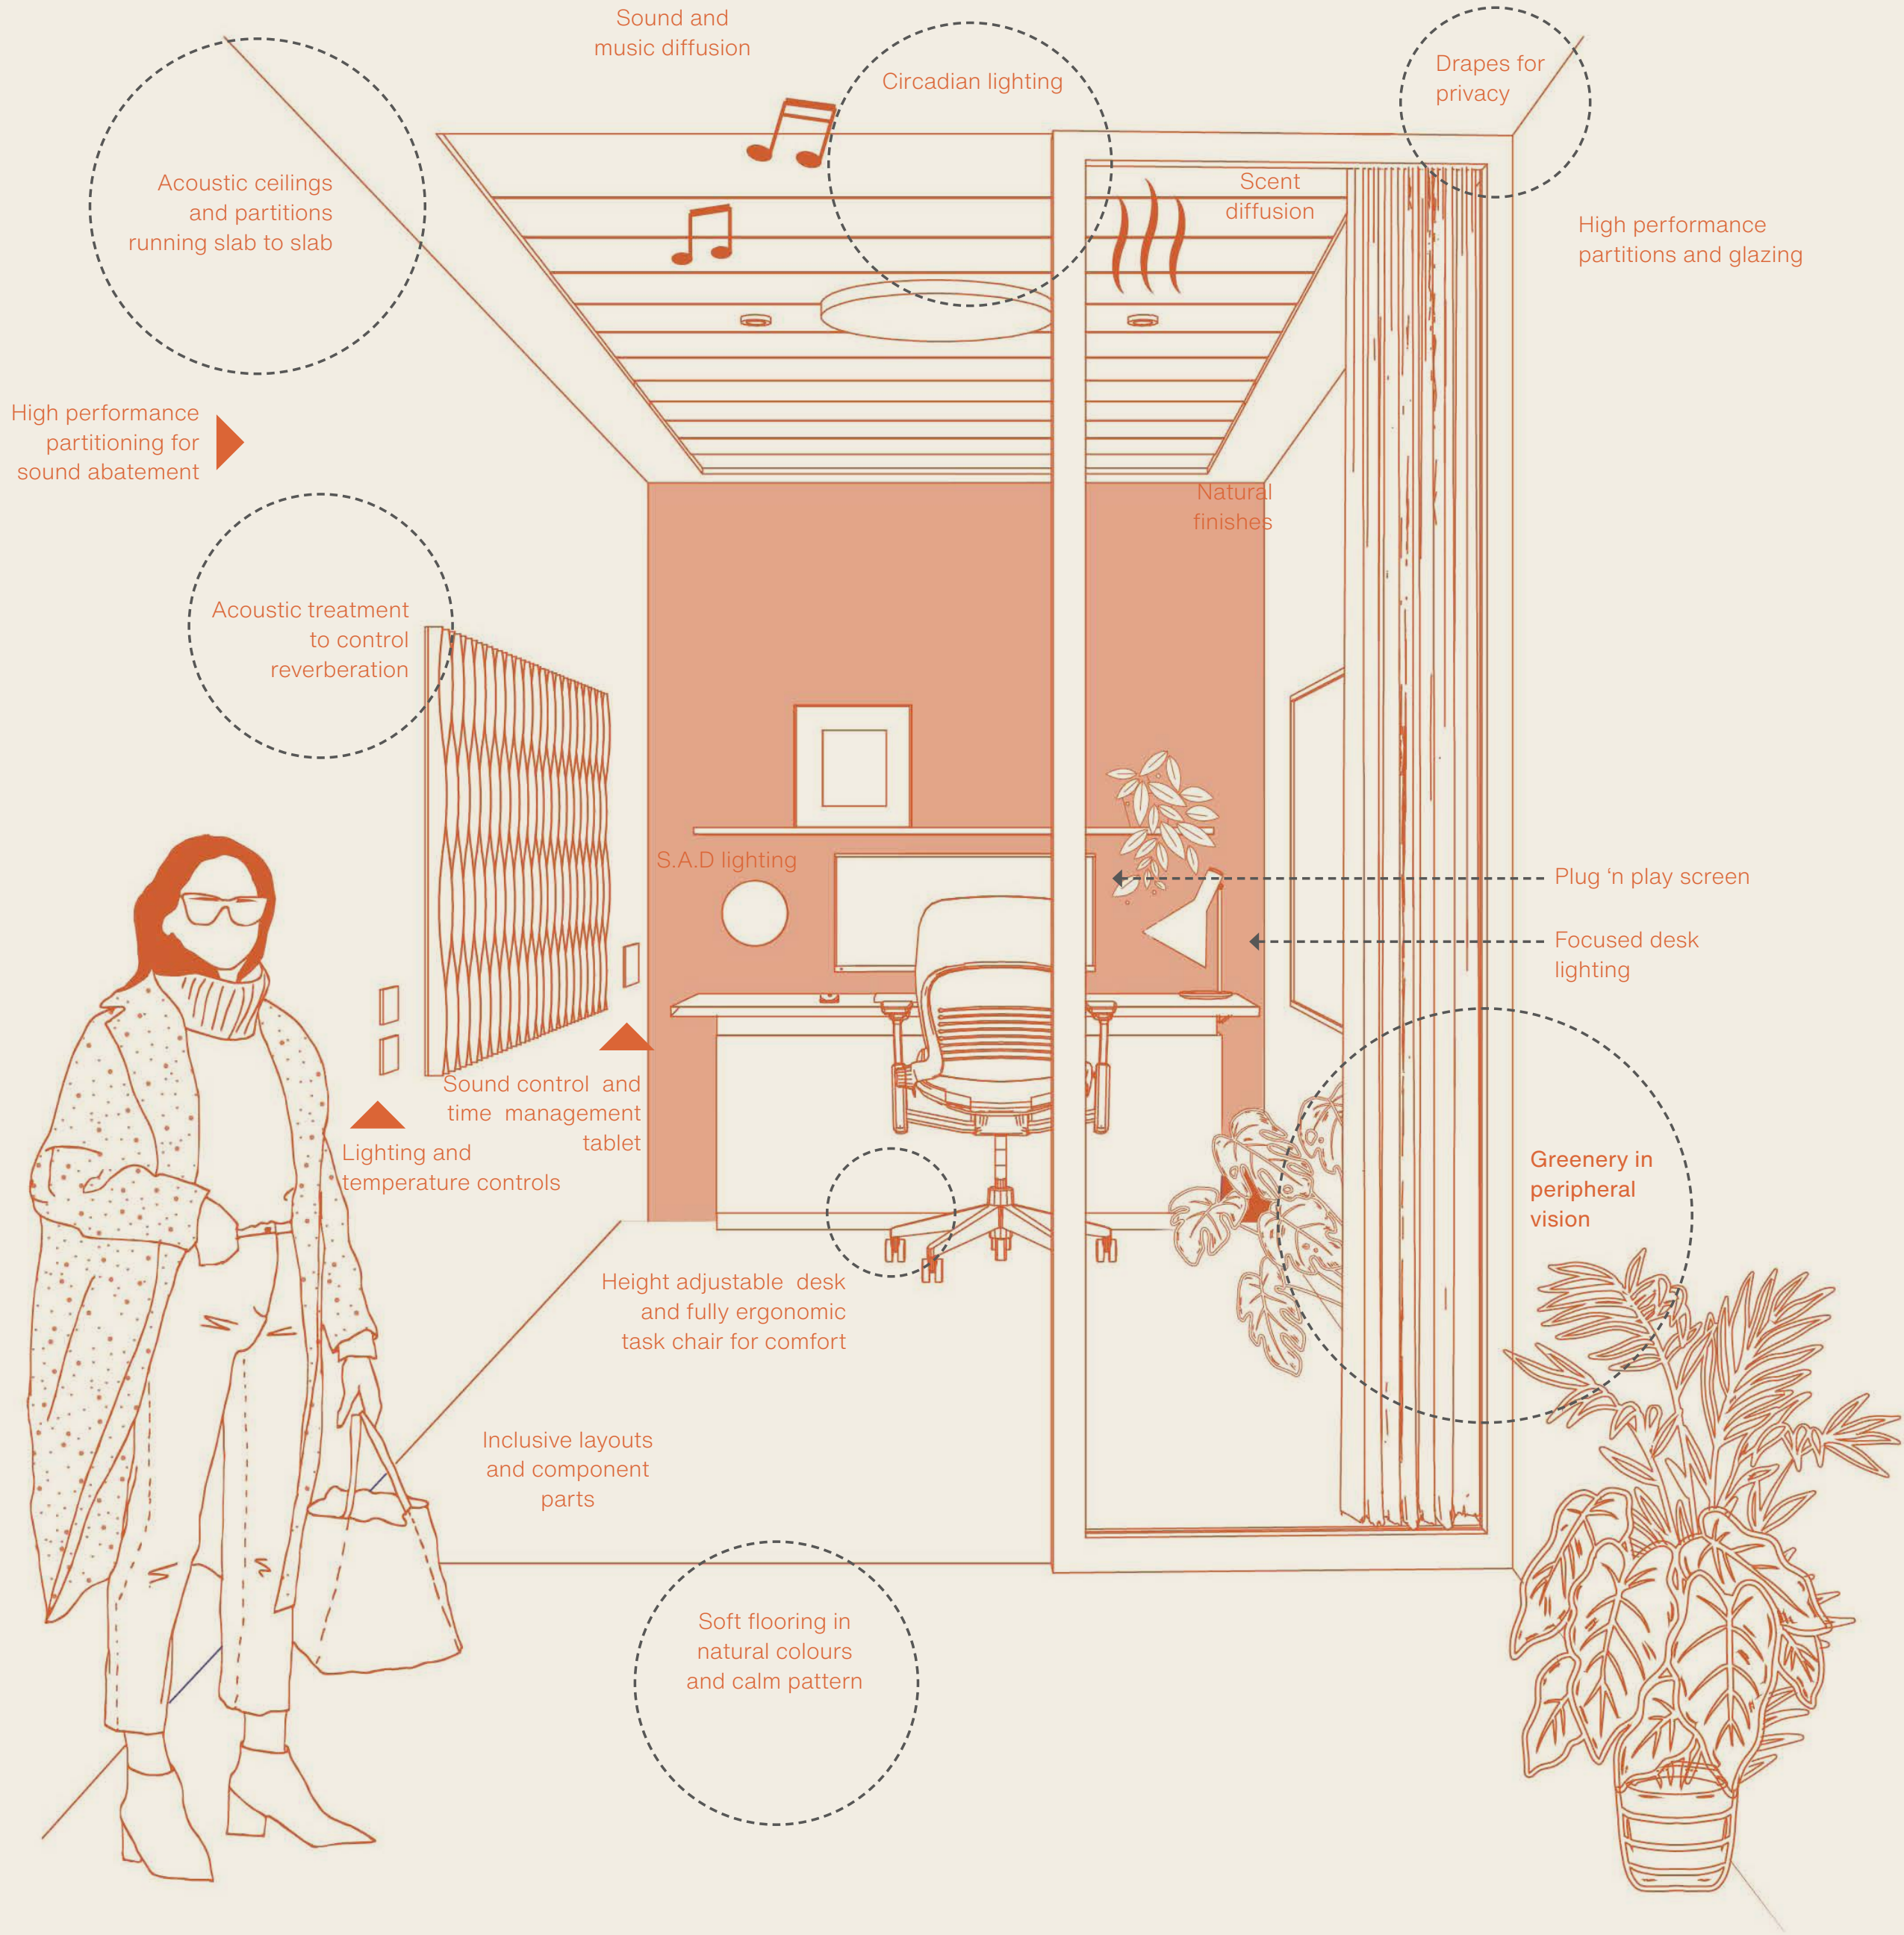 Sound and
music diffusion
Circadian lighting
Drapes for
privacy
Acoustic ceilings
and partitions
running slab to slab
Scent
diffusion
High performance
partitions and glazing
High performance
partitioning for
sound abatement
Natural
finishes
Acoustic treatment
to control
reverberation
S.A.D lighting
Plug ‘n play screen
Focused desk
lighting
Sound control and
time management
tablet
Lighting and
temperature controls
Greenery in
peripheral
vision
Height adjustable desk
and fully ergonomic
task chair for comfort
Inclusive layouts
and component
parts
Soft flooring in
natural colours
and calm pattern